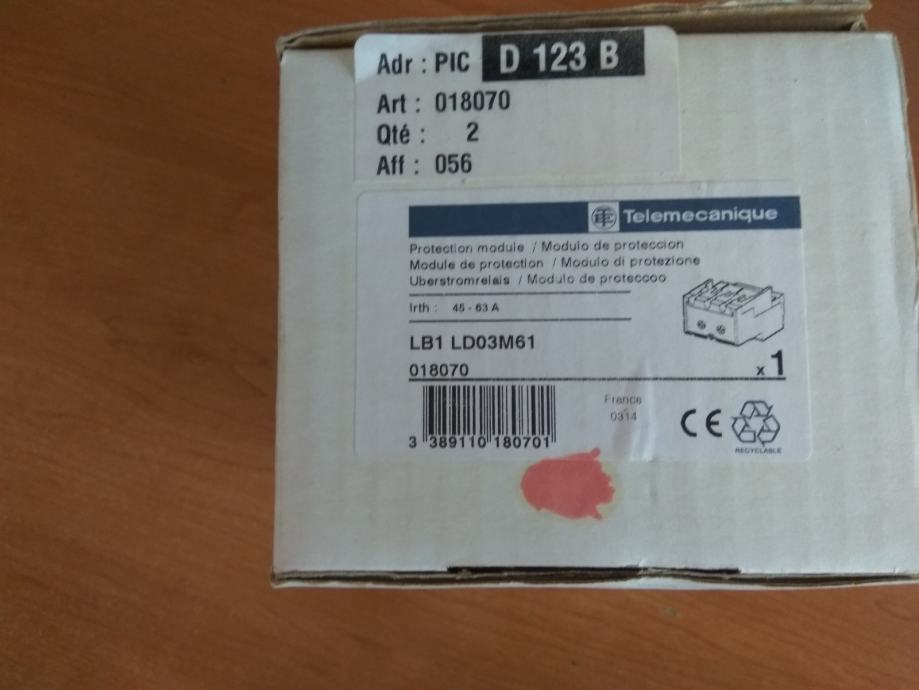 Adr : PIC D 123 B
Art : 018070
Qté : 2
Aff : 056
Telemecanique
Protection module / Modulo de proteccion
Module de protection / Modulo di protezione
Uberstromrelais / Modulo de proteccoo
Irth : 45 - 63 A
LB1 LD03M61
018070 x 1
France
0314
CE
RECYCLABLE
3 389110 180701